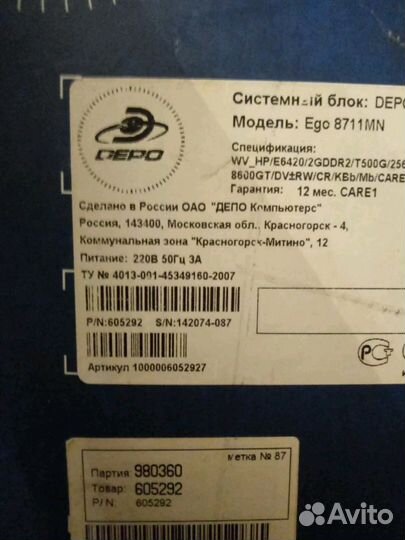 Системный блок: DEPO
Модель: Ego 8711MN
DEPO
Спецификация:
WV_HP/E6420/2GDDR2/T500G/256
8600GT/DV±RW/CR/KBb/Mb/CARE
Гарантия: 12 мес. CARE1
Сделано в России ОАО "ДЕПО Компьютерс"
Россия, 143400, Московская обл., Красногорск - 4,
Коммунальная зона "Красногорск-Митино", 12
Питание: 220В 50Гц 3А
ТУ № 4013-001-45349160-2007
P/N:605292 S/N:142074-087
Артикул 1000006052927
метка № 87
Партия: 980360
Товар: 605292
P/N: 605292
Avito